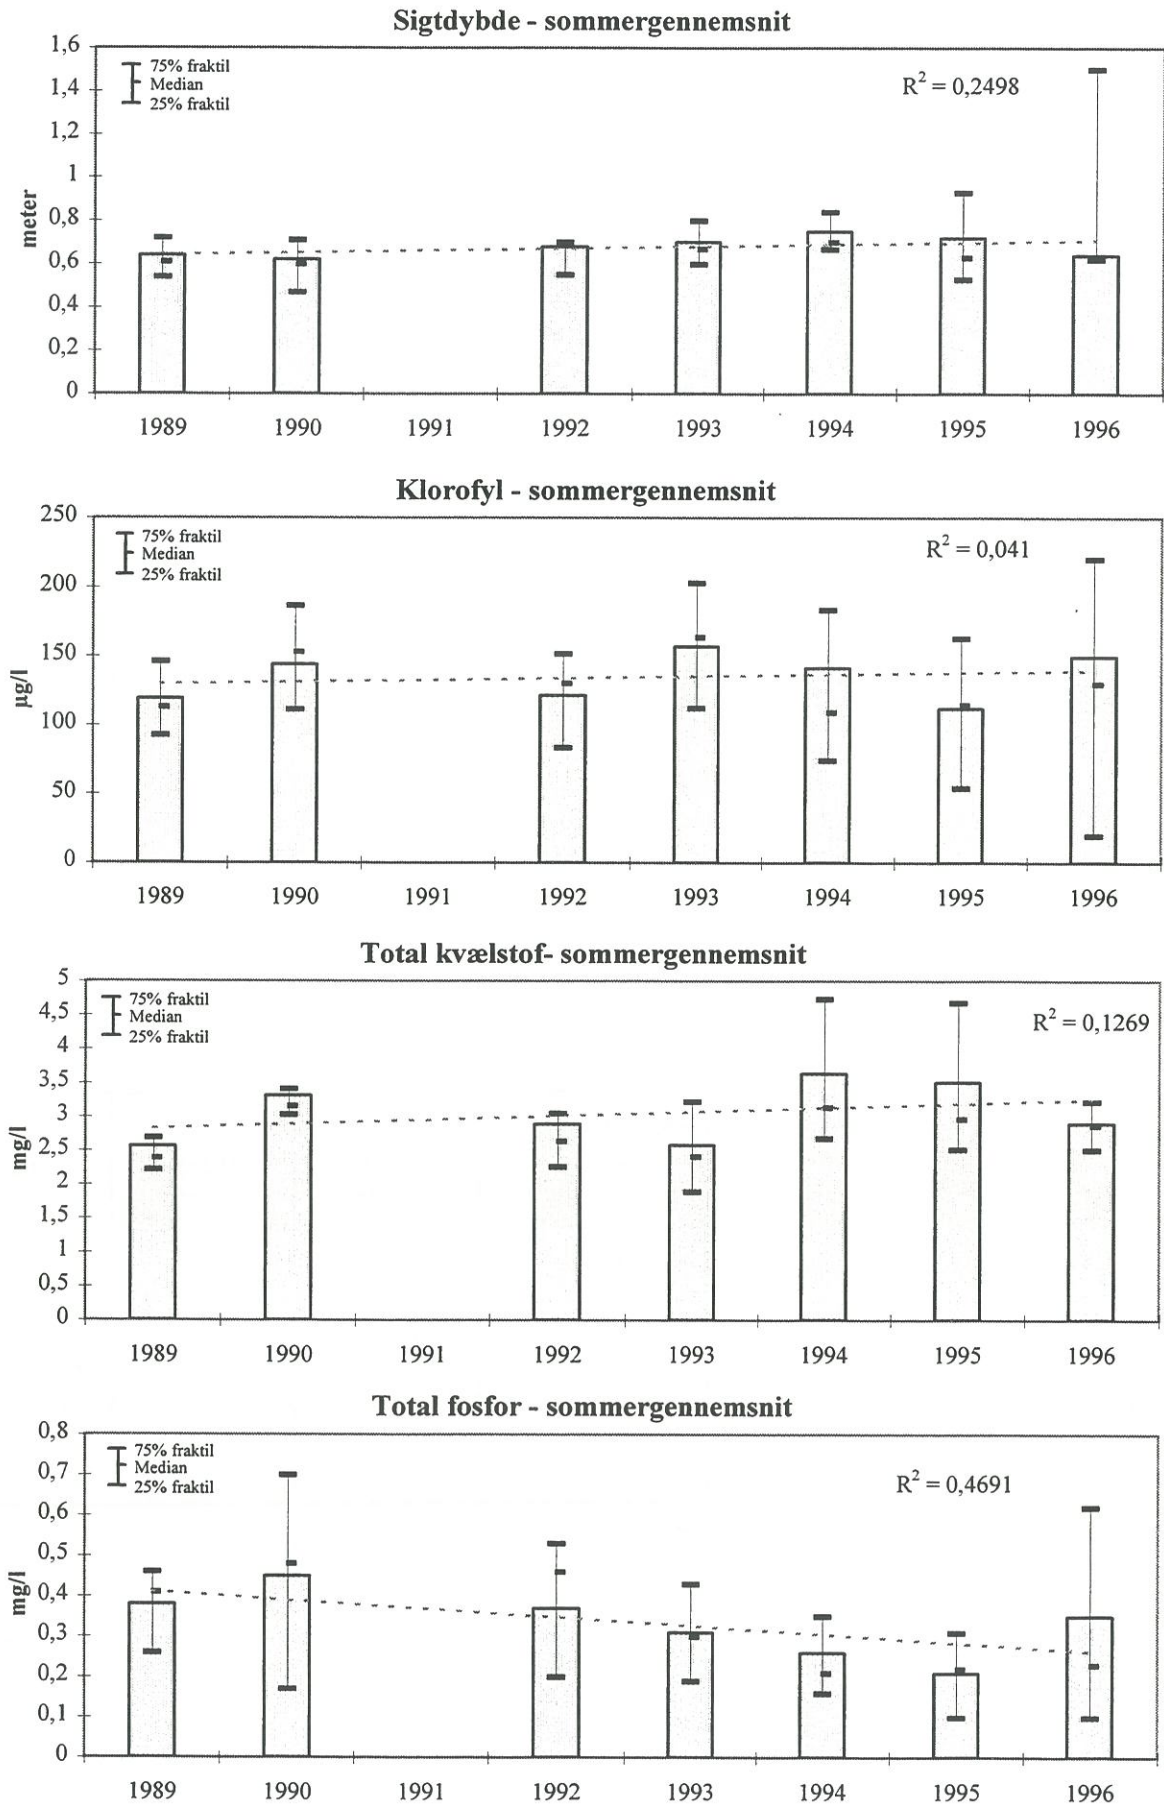 Sigtdybde - sommergennemsnit
1,6
1,4
1,2
1
0,8
0,6
0,4
0,2
0
meter
75% fraktil
Median
25% fraktil
R² = 0,2498
1989 1990 1991 1992 1993 1994 1995 1996
Klorofyl - sommergennemsnit
250
200
150
100
50
0
µg/l
75% fraktil
Median
25% fraktil
R² = 0,041
1989 1990 1991 1992 1993 1994 1995 1996
Total kvælstof- sommergennemsnit
5
4,5
4
3,5
3
2,5
2
1,5
1
0,5
0
mg/l
75% fraktil
Median
25% fraktil
R² = 0,1269
1989 1990 1991 1992 1993 1994 1995 1996
Total fosfor - sommergennemsnit
0,8
0,7
0,6
0,5
0,4
0,3
0,2
0,1
0
mg/l
75% fraktil
Median
25% fraktil
R² = 0,4691
1989 1990 1991 1992 1993 1994 1995 1996